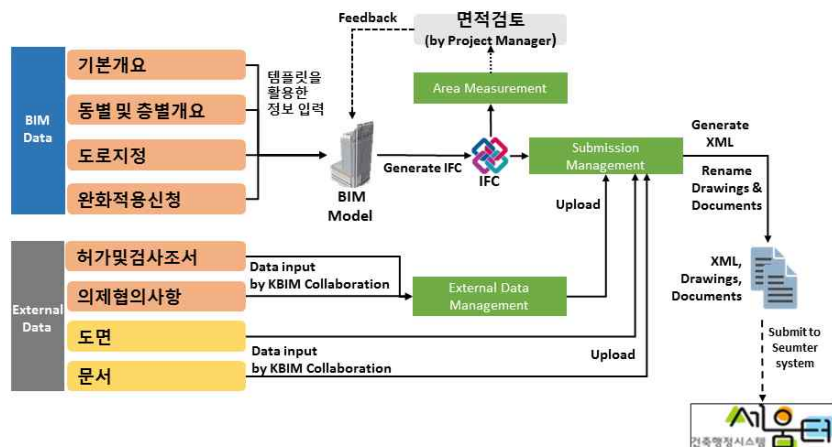 Feedback
면적검토
(by Project Manager)
BIM
Data
기본개요
동별 및 층별개요
도로지정
완화적용신청
템플릿을
활용한
정보 입력
BIM
Model
Generate IFC
IFC
Area Measurement
Submission
Management
Generate
XML
Rename
Drawings &
Documents
Upload
External
Data
허가및검사조서
의제협의사항
도면
문서
Data input
by KBIM Collaboration
External Data
Management
Data input
by KBIM Collaboration
Upload
XML,
Drawings,
Documents
Submit to
Seumter
system
세움터
건축행정시스템